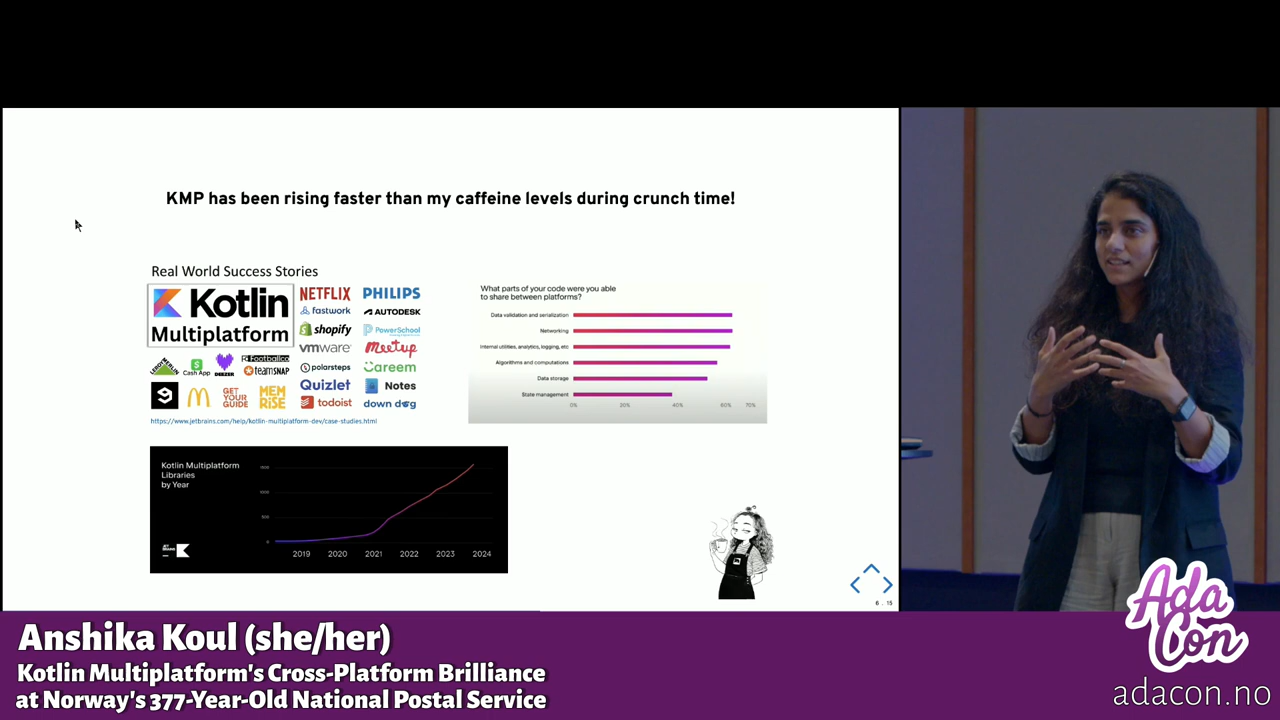 KMP has been rising faster than my caffeine levels during crunch time!
Real World Success Stories
Kotlin
Multiplatform
NETFLIX
PHILIPS
fastwork
AUTODESK
shopify
PowerSchool
vmware
Meetup
Cash App
DEEZER
Footballco
teamSNAP
polarsteps
Careem
GET
YOUR
GUIDE
MEM
RiSE
Quizlet
Notes
todoist
down dog
https://www.jetbrains.com/help/kotlin-multiplatform-dev/case-studies.html
What parts of your code were you able
to share between platforms?
Data validation and serialization
Networking
Internal utilities, analytics, logging, etc
Algorithms and computations
Data storage
State management
0% 20% 40% 60% 70%
Kotlin Multiplatform
Libraries
by Year
2019 2020 2021 2022 2023 2024
6 . 15
Anshika Koul (she/her)
Kotlin Multiplatform's Cross-Platform Brilliance
at Norway's 377-Year-Old National Postal Service
Ada
Con
adacon.no